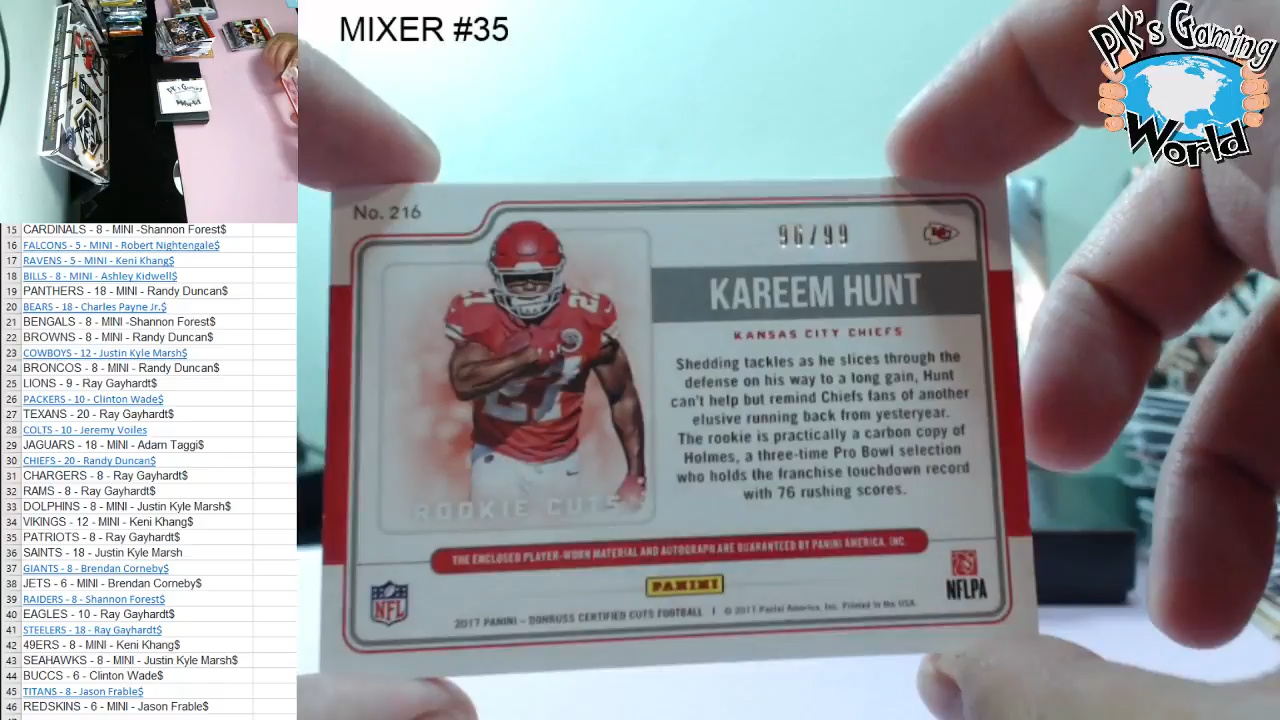 MIXER #35
PK's Gaming
World
15 CARDINALS - 8 - MINI -Shannon Forest$
16 FALCONS - 5 - MINI - Robert Nightengale$
17 RAVENS - 5 - MINI - Keni Khang$
18 BILLS - 8 - MINI - Ashley Kidwell$
19 PANTHERS - 18 - MINI - Randy Duncan$
20 BEARS - 18 - Charles Payne Jr.$
21 BENGALS - 8 - MINI -Shannon Forest$
22 BROWNS - 8 - MINI - Randy Duncan$
23 COWBOYS - 12 - Justin Kyle Marsh$
24 BRONCOS - 8 - MINI - Randy Duncan$
25 LIONS - 9 - Ray Gayhardt$
26 PACKERS - 10 - Clinton Wade$
27 TEXANS - 20 - Ray Gayhardt$
28 COLTS - 10 - Jeremy Voiles
29 JAGUARS - 18 - MINI - Adam Taggi$
30 CHIEFS - 20 - Randy Duncan$
31 CHARGERS - 8 - Ray Gayhardt$
32 RAMS - 8 - Ray Gayhardt$
33 DOLPHINS - 8 - MINI - Justin Kyle Marsh$
34 VIKINGS - 12 - MINI - Keni Khang$
35 PATRIOTS - 8 - Ray Gayhardt$
36 SAINTS - 18 - Justin Kyle Marsh
37 GIANTS - 8 - Brendan Corneby$
38 JETS - 6 - MINI - Brendan Corneby$
39 RAIDERS - 8 - Shannon Forest$
40 EAGLES - 10 - Ray Gayhardt$
41 STEELERS - 18 - Ray Gayhardt$
42 49ERS - 8 - MINI - Keni Khang$
43 SEAHAWKS - 8 - MINI - Justin Kyle Marsh$
44 BUCCS - 6 - Clinton Wade$
45 TITANS - 8 - Jason Frable$
46 REDSKINS - 6 - MINI - Jason Frable$
No. 216
96/99
KC
KAREEM HUNT
KANSAS CITY CHIEFS
Shedding tackles as he slices through the
defense on his way to a long gain, Hunt
can't help but remind Chiefs fans of another
elusive running back from yesteryear.
The rookie is practically a carbon copy of
Holmes, a three-time Pro Bowl selection
who holds the franchise touchdown record
with 76 rushing scores.
27
27
27
ROOKIE CUTS
THE ENCLOSED PLAYER-WORN MATERIAL AND AUTOGRAPH ARE GUARANTEED BY PANINI AMERICA, INC.
NFL
PANINI
NFLPA
2017 PANINI - DONRUSS CERTIFIED CUTS FOOTBALL | © 2017 Panini America, Inc. Printed in the USA.